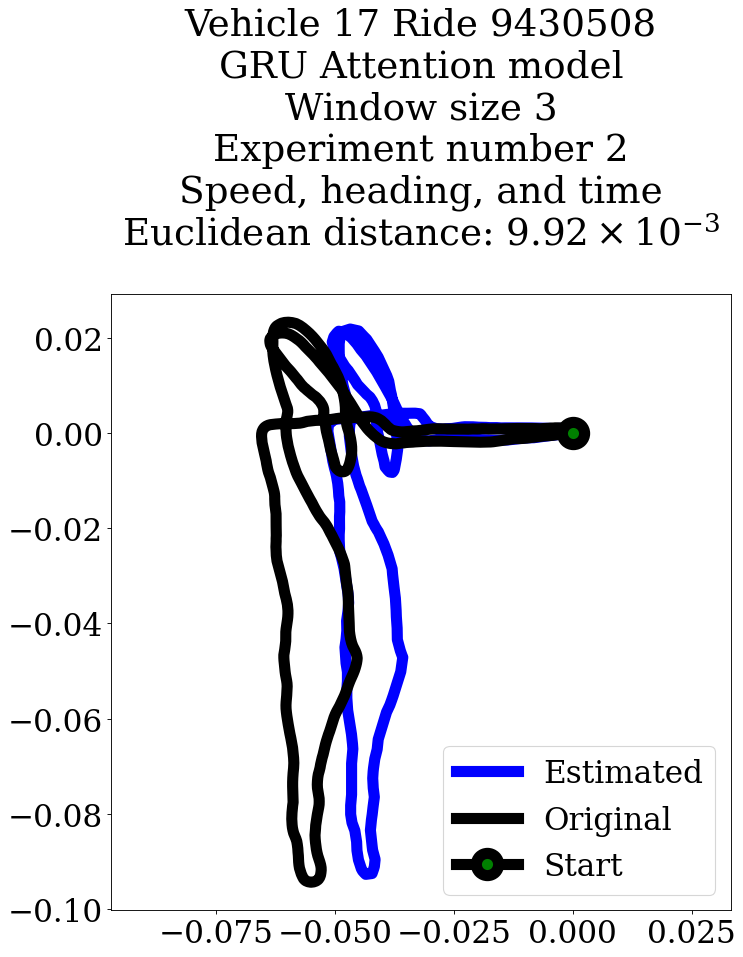 Vehicle 17 Ride 9430508
GRU Attention model
Window size 3
Experiment number 2
Speed, heading, and time
Euclidean distance: 9.92 × 10⁻³
0.02
0.00
−0.02
−0.04
−0.06
−0.08
−0.10
−0.075 −0.050 −0.025 0.000 0.025
Estimated
Original
Start